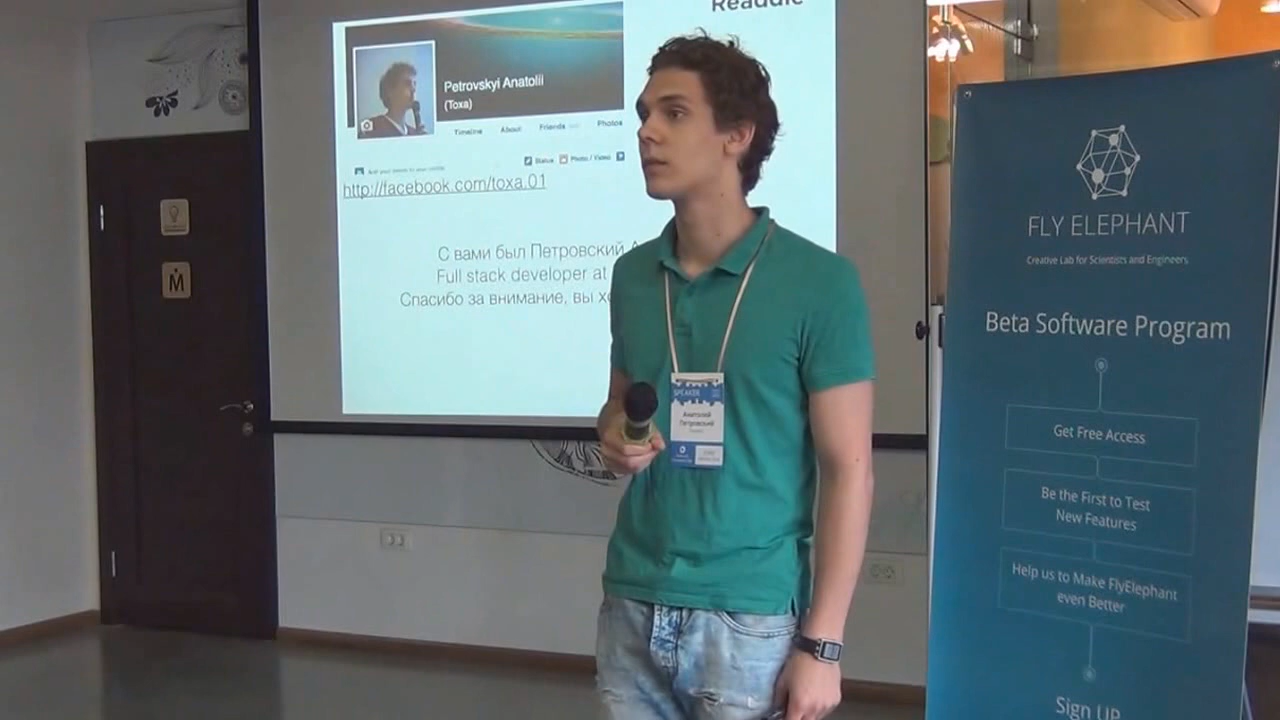 Readdle
Petrovskyi Anatolii
(Toxa)
Timeline About Friends Photos
Status Photo / Video
http://facebook.com/toxa.01
С вами был Петровский
Full stack developer at
Спасибо за внимание, вы
M
SPEAKER
Анатолий
Петровский
FLY ELEPHANT
Creative Lab for Scientists and Engineers
Beta Software Program
Get Free Access
Be the First to Test
New Features
Help us to Make FlyElephant
even Better
Sign UP